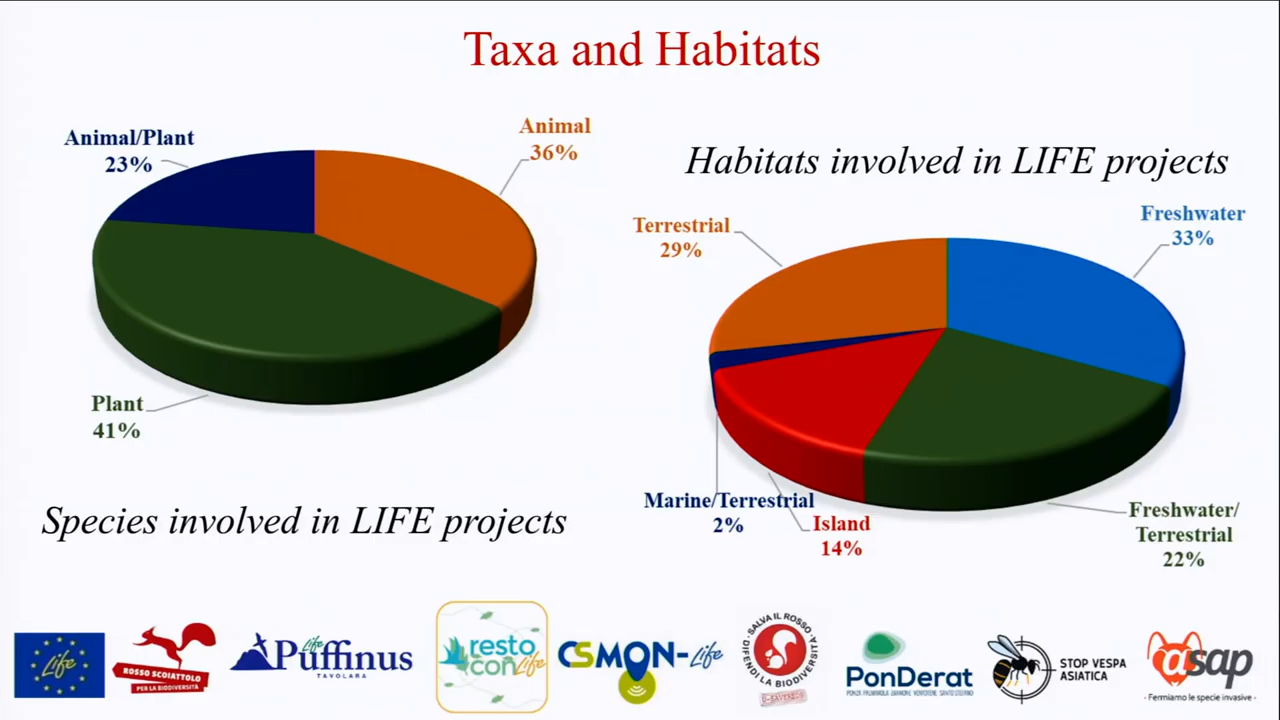 Taxa and Habitats
Animal/Plant
23%
Animal
36%
Plant
41%
Species involved in LIFE projects
Habitats involved in LIFE projects
Terrestrial
29%
Freshwater
33%
Marine/Terrestrial
2%
Island
14%
Freshwater/
Terrestrial
22%
Life
ROSSO SCOIATTOLO
PER LA BIODIVERSITÀ
Life
Puffinus
TAVOLARA
resto
con Life
CSMON-Life
SALVA IL ROSSO
DIFENDI LA BIODIVERSITÀ
U-SAVEREDS
PonDerat
STOP VESPA
ASIATICA
asap
- Fermiamo le specie invasive -